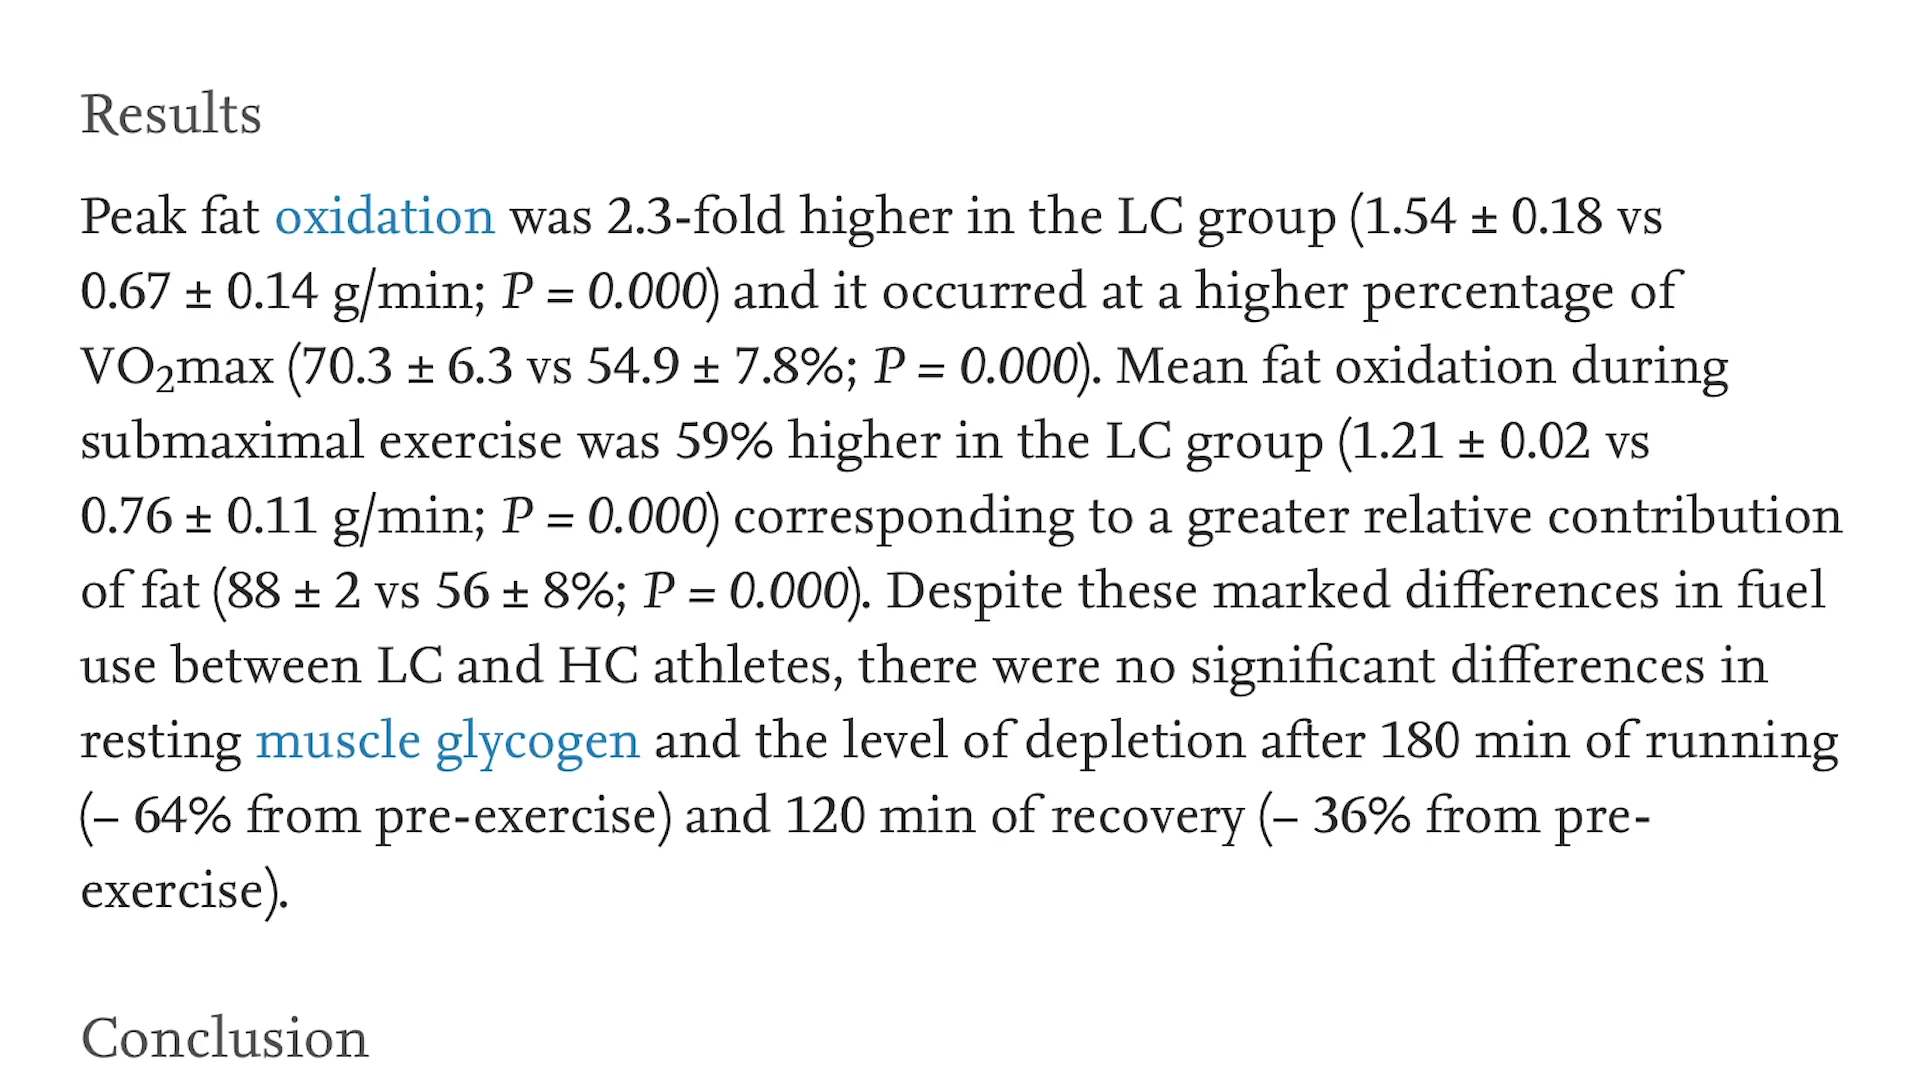 Results
Peak fat oxidation was 2.3-fold higher in the LC group (1.54 ± 0.18 vs
0.67 ± 0.14 g/min; P = 0.000) and it occurred at a higher percentage of
VO₂max (70.3 ± 6.3 vs 54.9 ± 7.8%; P = 0.000). Mean fat oxidation during
submaximal exercise was 59% higher in the LC group (1.21 ± 0.02 vs
0.76 ± 0.11 g/min; P = 0.000) corresponding to a greater relative contribution
of fat (88 ± 2 vs 56 ± 8%; P = 0.000). Despite these marked differences in fuel
use between LC and HC athletes, there were no significant differences in
resting muscle glycogen and the level of depletion after 180 min of running
(– 64% from pre-exercise) and 120 min of recovery (– 36% from pre-
exercise).
Conclusion